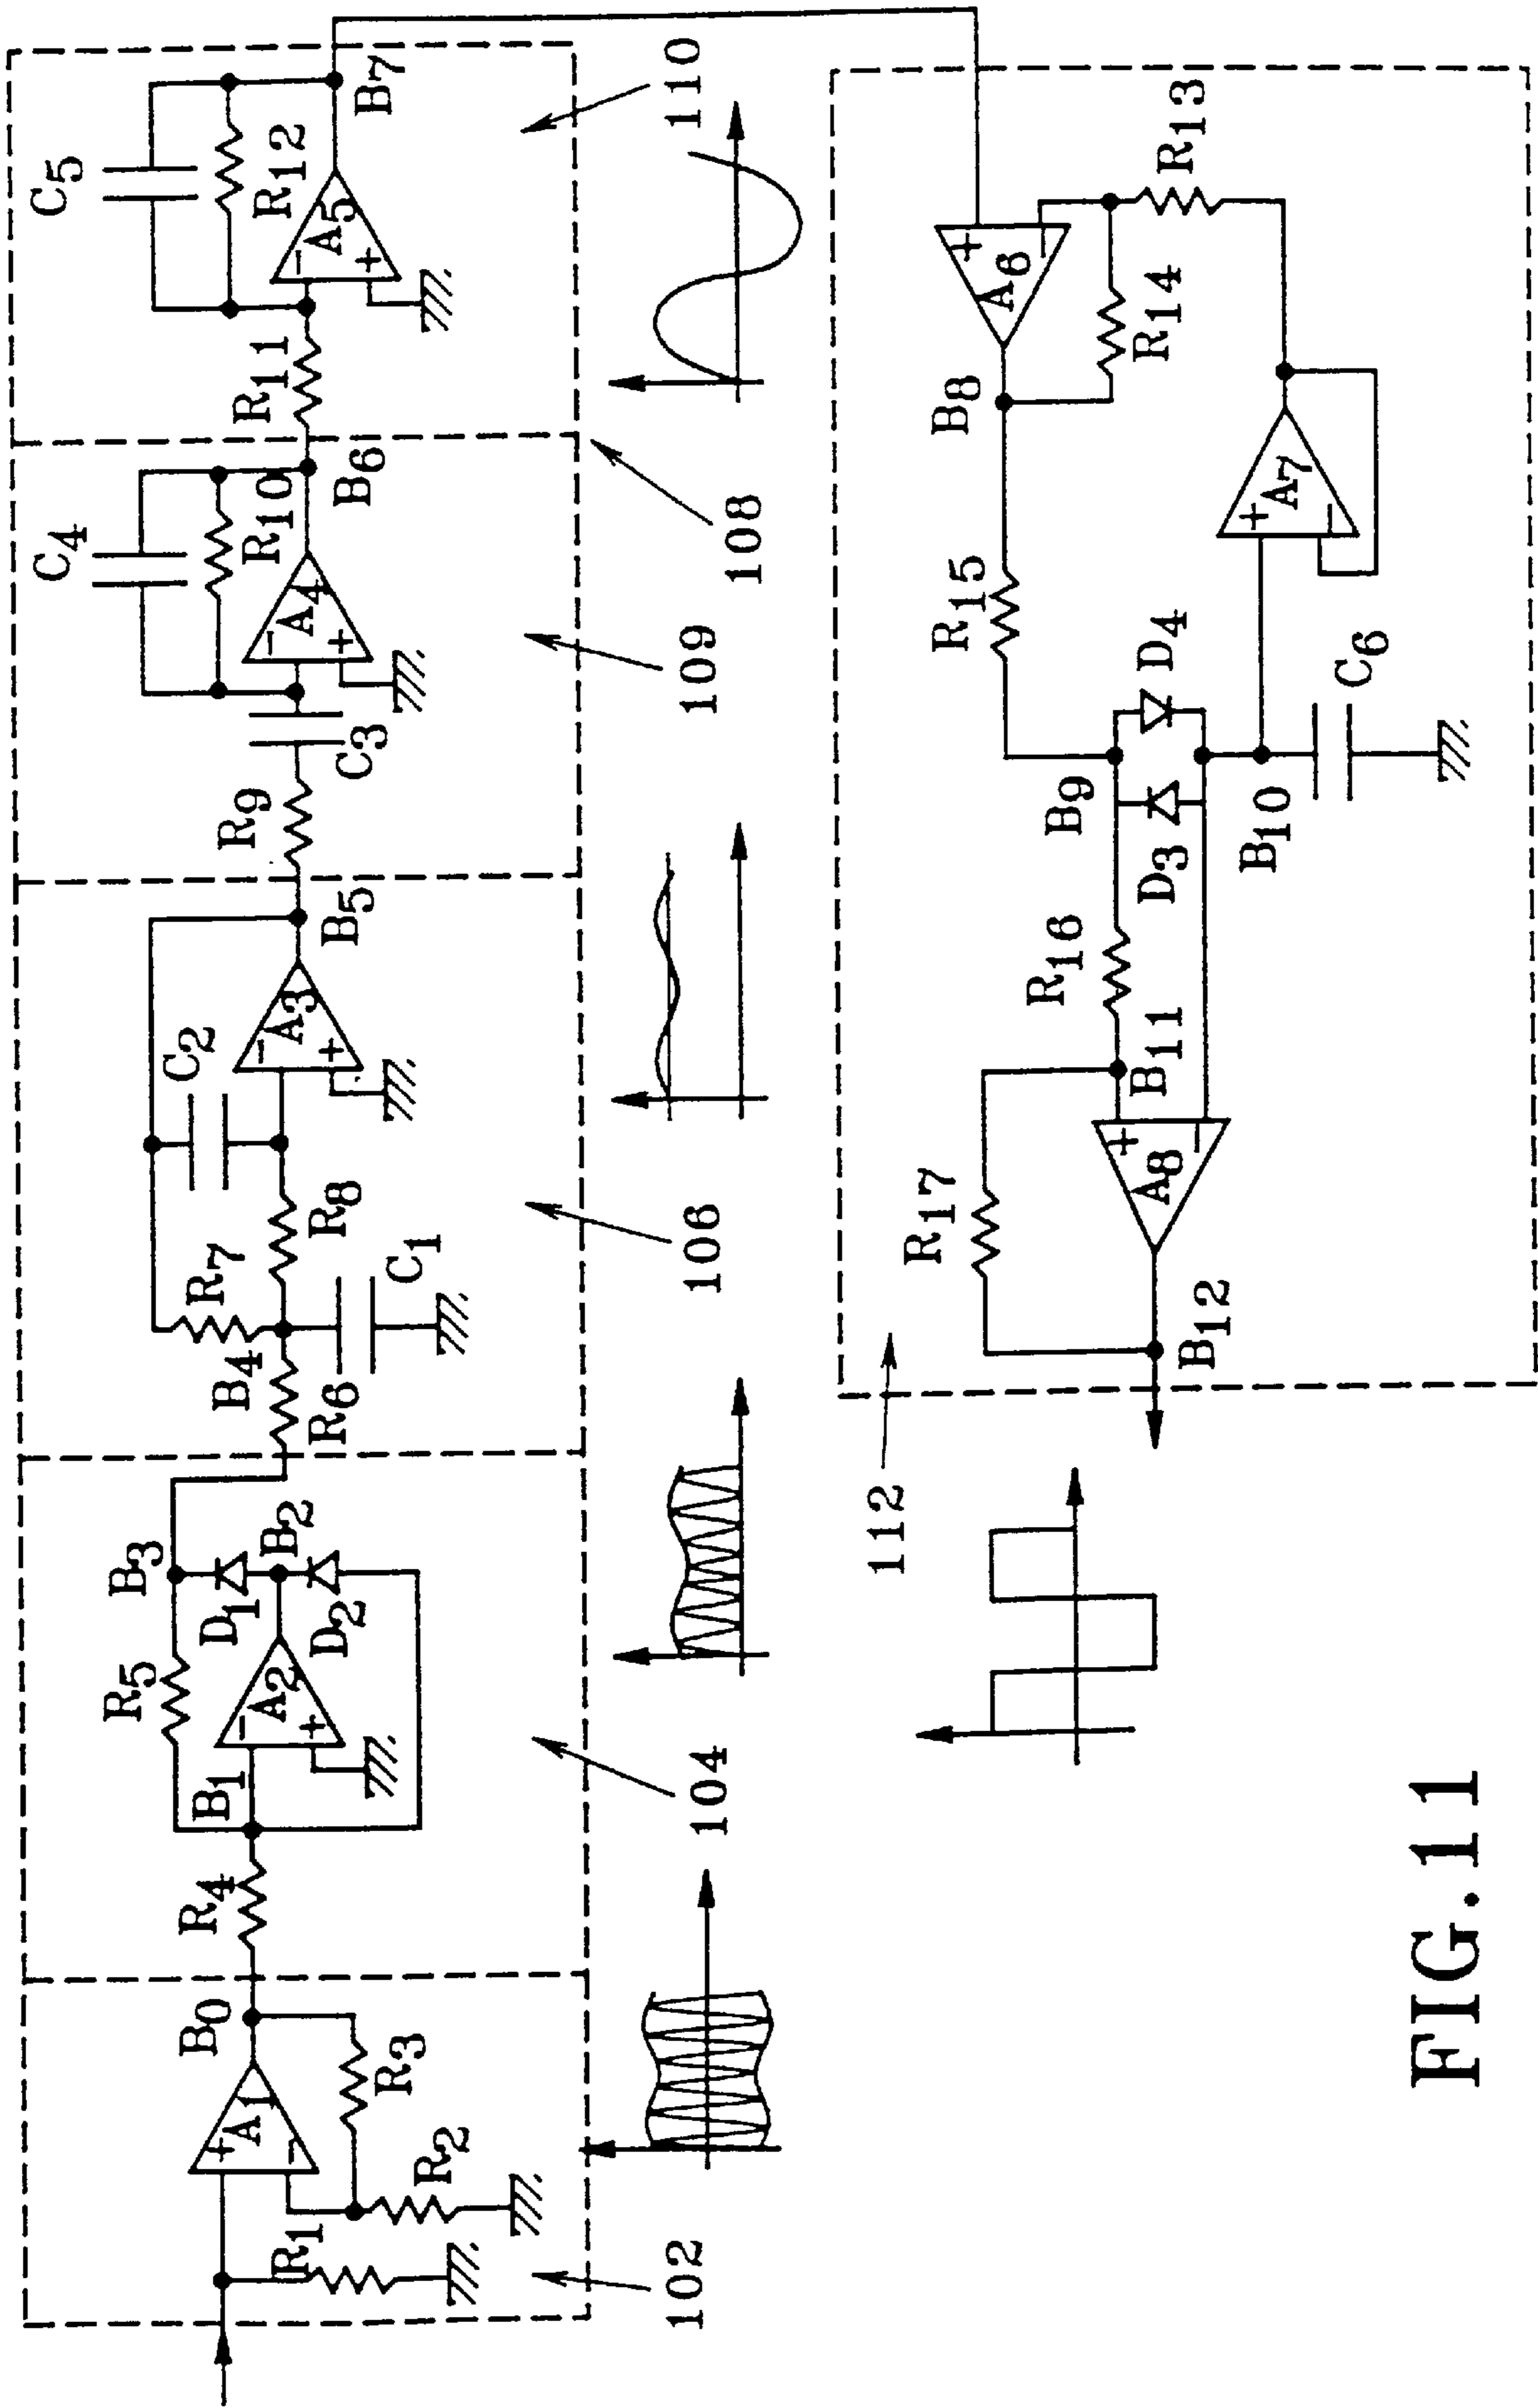 C5
R12
B7
A5
− +
R11
110
C4
R10
B6
A4
− +
C3
R9
109
108
B5
C2
A3
− +
R8
R7
C1
B4
R6
106
B3
B2
D1
D2
R5
A2
− +
B1
R4
104
B0
A1
+ −
R3
R2
R1
102
A6
+ −
R13
R14
B8
A7
+ −
R15
D4
C6
B9
D3
B10
R16
B11
A8
+ −
R17
B12
112
FIG. 11